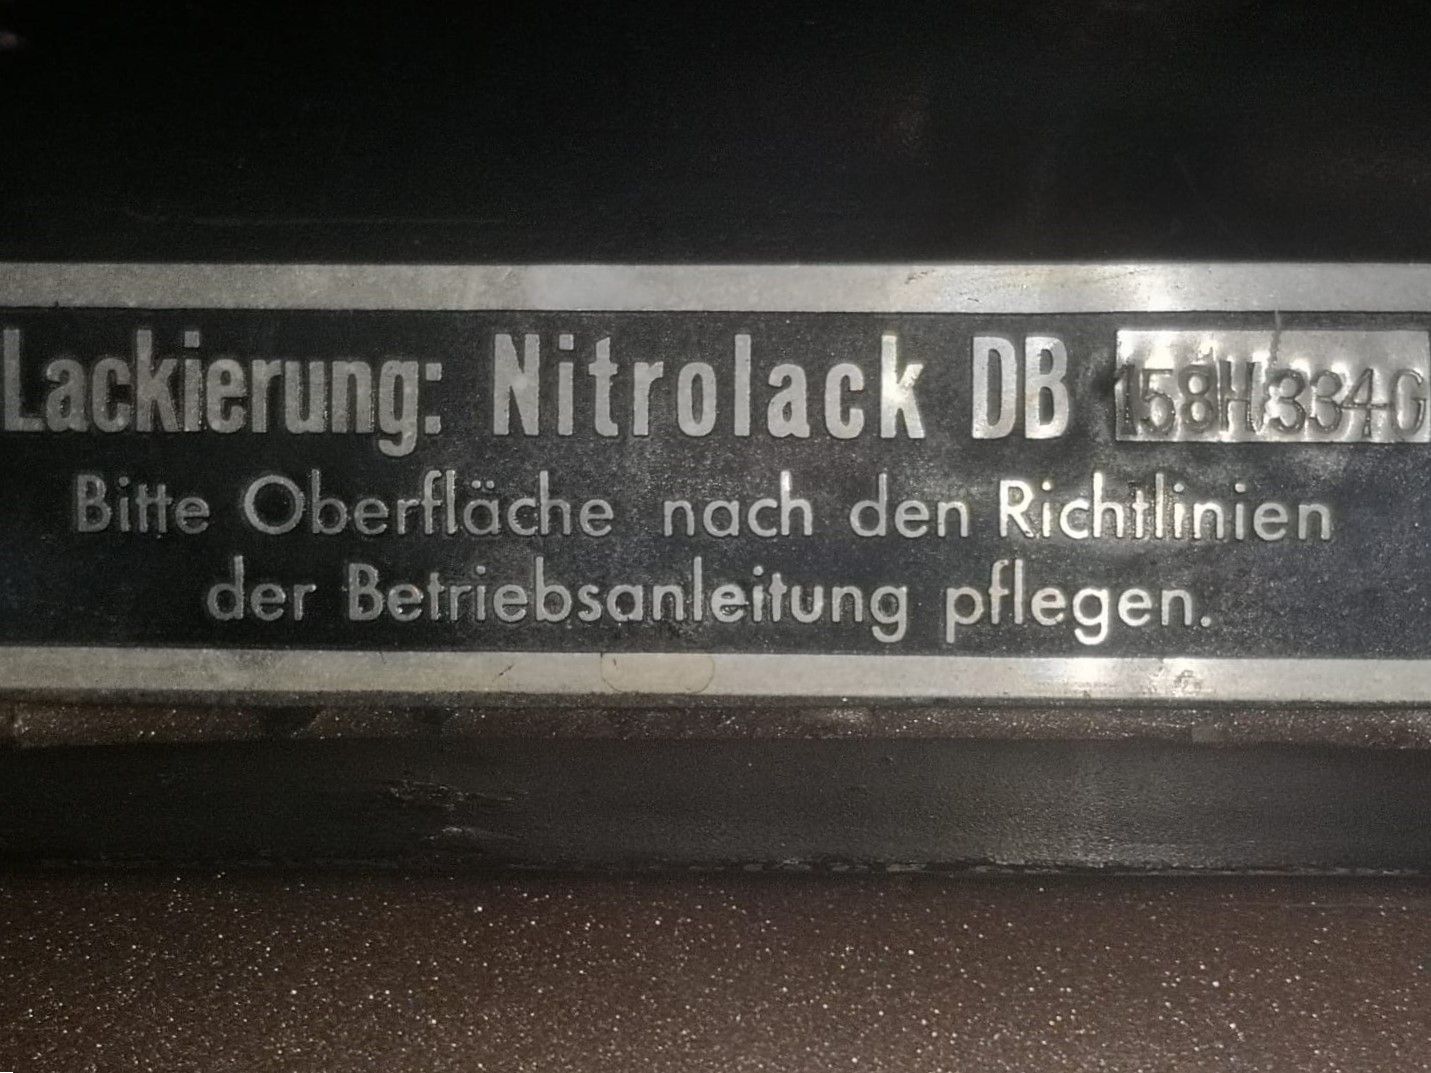 Lackierung: Nitrolack DB 158H334G
Bitte Oberfläche nach den Richtlinien
der Betriebsanleitung pflegen.